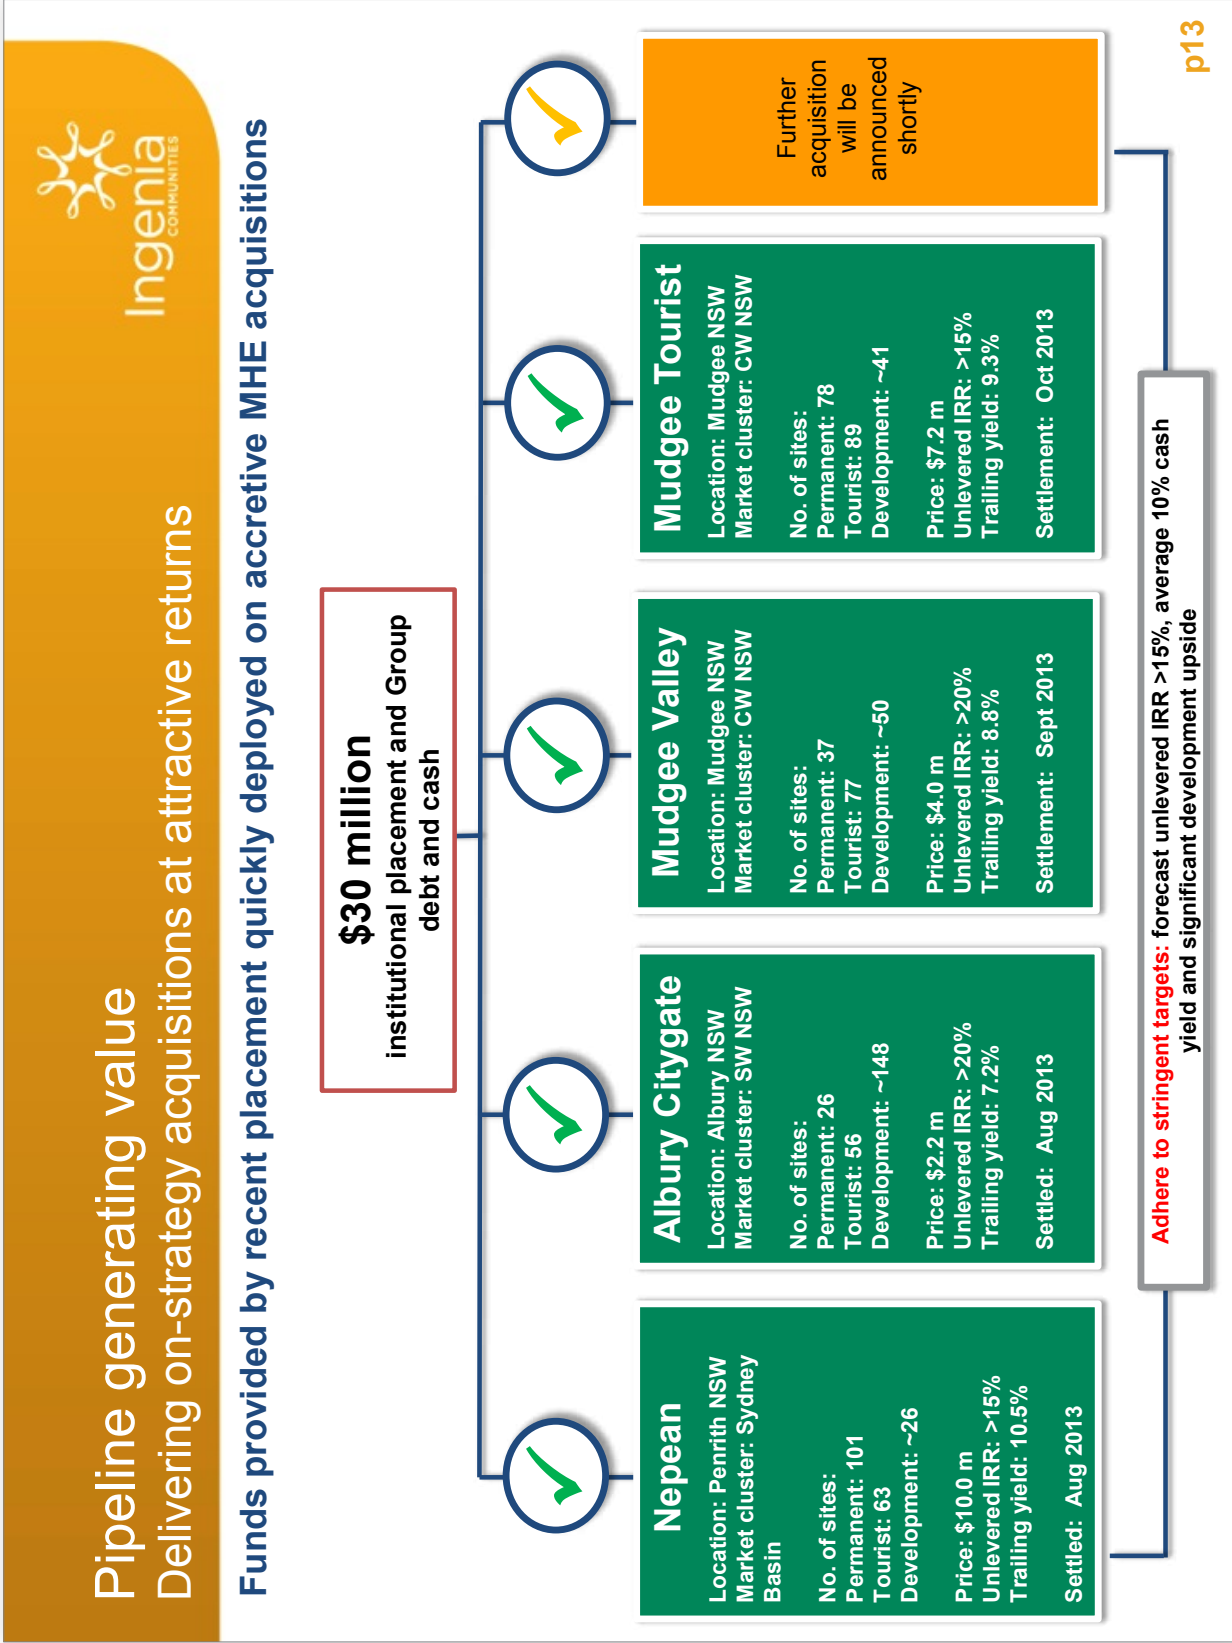 Pipeline generating value
Delivering on-strategy acquisitions at attractive returns
Ingenia
COMMUNITIES
Funds provided by recent placement quickly deployed on accretive MHE acquisitions
$30 million
institutional placement and Group
debt and cash
Nepean
Location: Penrith NSW
Market cluster: Sydney
Basin
No. of sites:
Permanent: 101
Tourist: 63
Development: ~26
Price: $10.0 m
Unlevered IRR: >15%
Trailing yield: 10.5%
Settled: Aug 2013
Albury Citygate
Location: Albury NSW
Market cluster: SW NSW
No. of sites:
Permanent: 26
Tourist: 56
Development: ~148
Price: $2.2 m
Unlevered IRR: >20%
Trailing yield: 7.2%
Settled: Aug 2013
Mudgee Valley
Location: Mudgee NSW
Market cluster: CW NSW
No. of sites:
Permanent: 37
Tourist: 77
Development: ~50
Price: $4.0 m
Unlevered IRR: >20%
Trailing yield: 8.8%
Settlement: Sept 2013
Mudgee Tourist
Location: Mudgee NSW
Market cluster: CW NSW
No. of sites:
Permanent: 78
Tourist: 89
Development: ~41
Price: $7.2 m
Unlevered IRR: >15%
Trailing yield: 9.3%
Settlement: Oct 2013
Further
acquisition
will be
announced
shortly
Adhere to stringent targets: forecast unlevered IRR >15%, average 10% cash
yield and significant development upside
p13